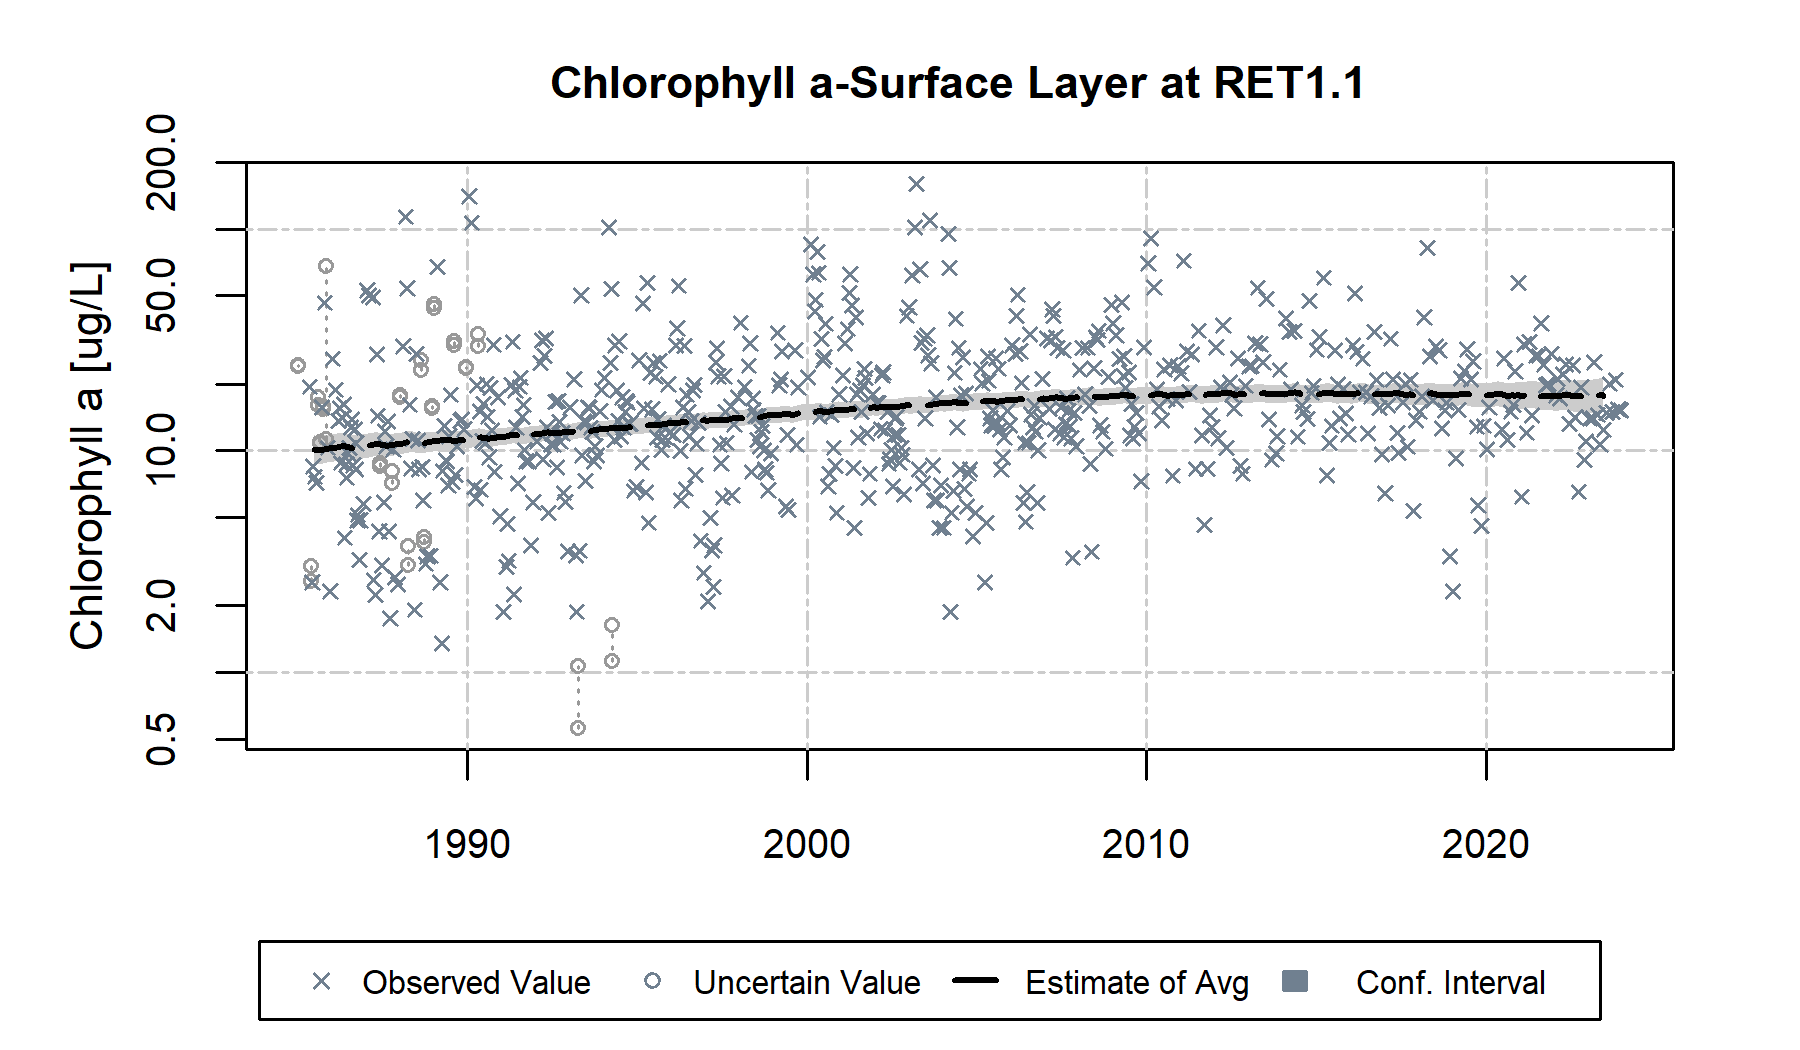 Chlorophyll a-Surface Layer at RET1.1
Chlorophyll a [ug/L]
200.0
50.0
10.0
2.0
0.5
1990 2000 2010 2020
Observed Value Uncertain Value Estimate of Avg Conf. Interval